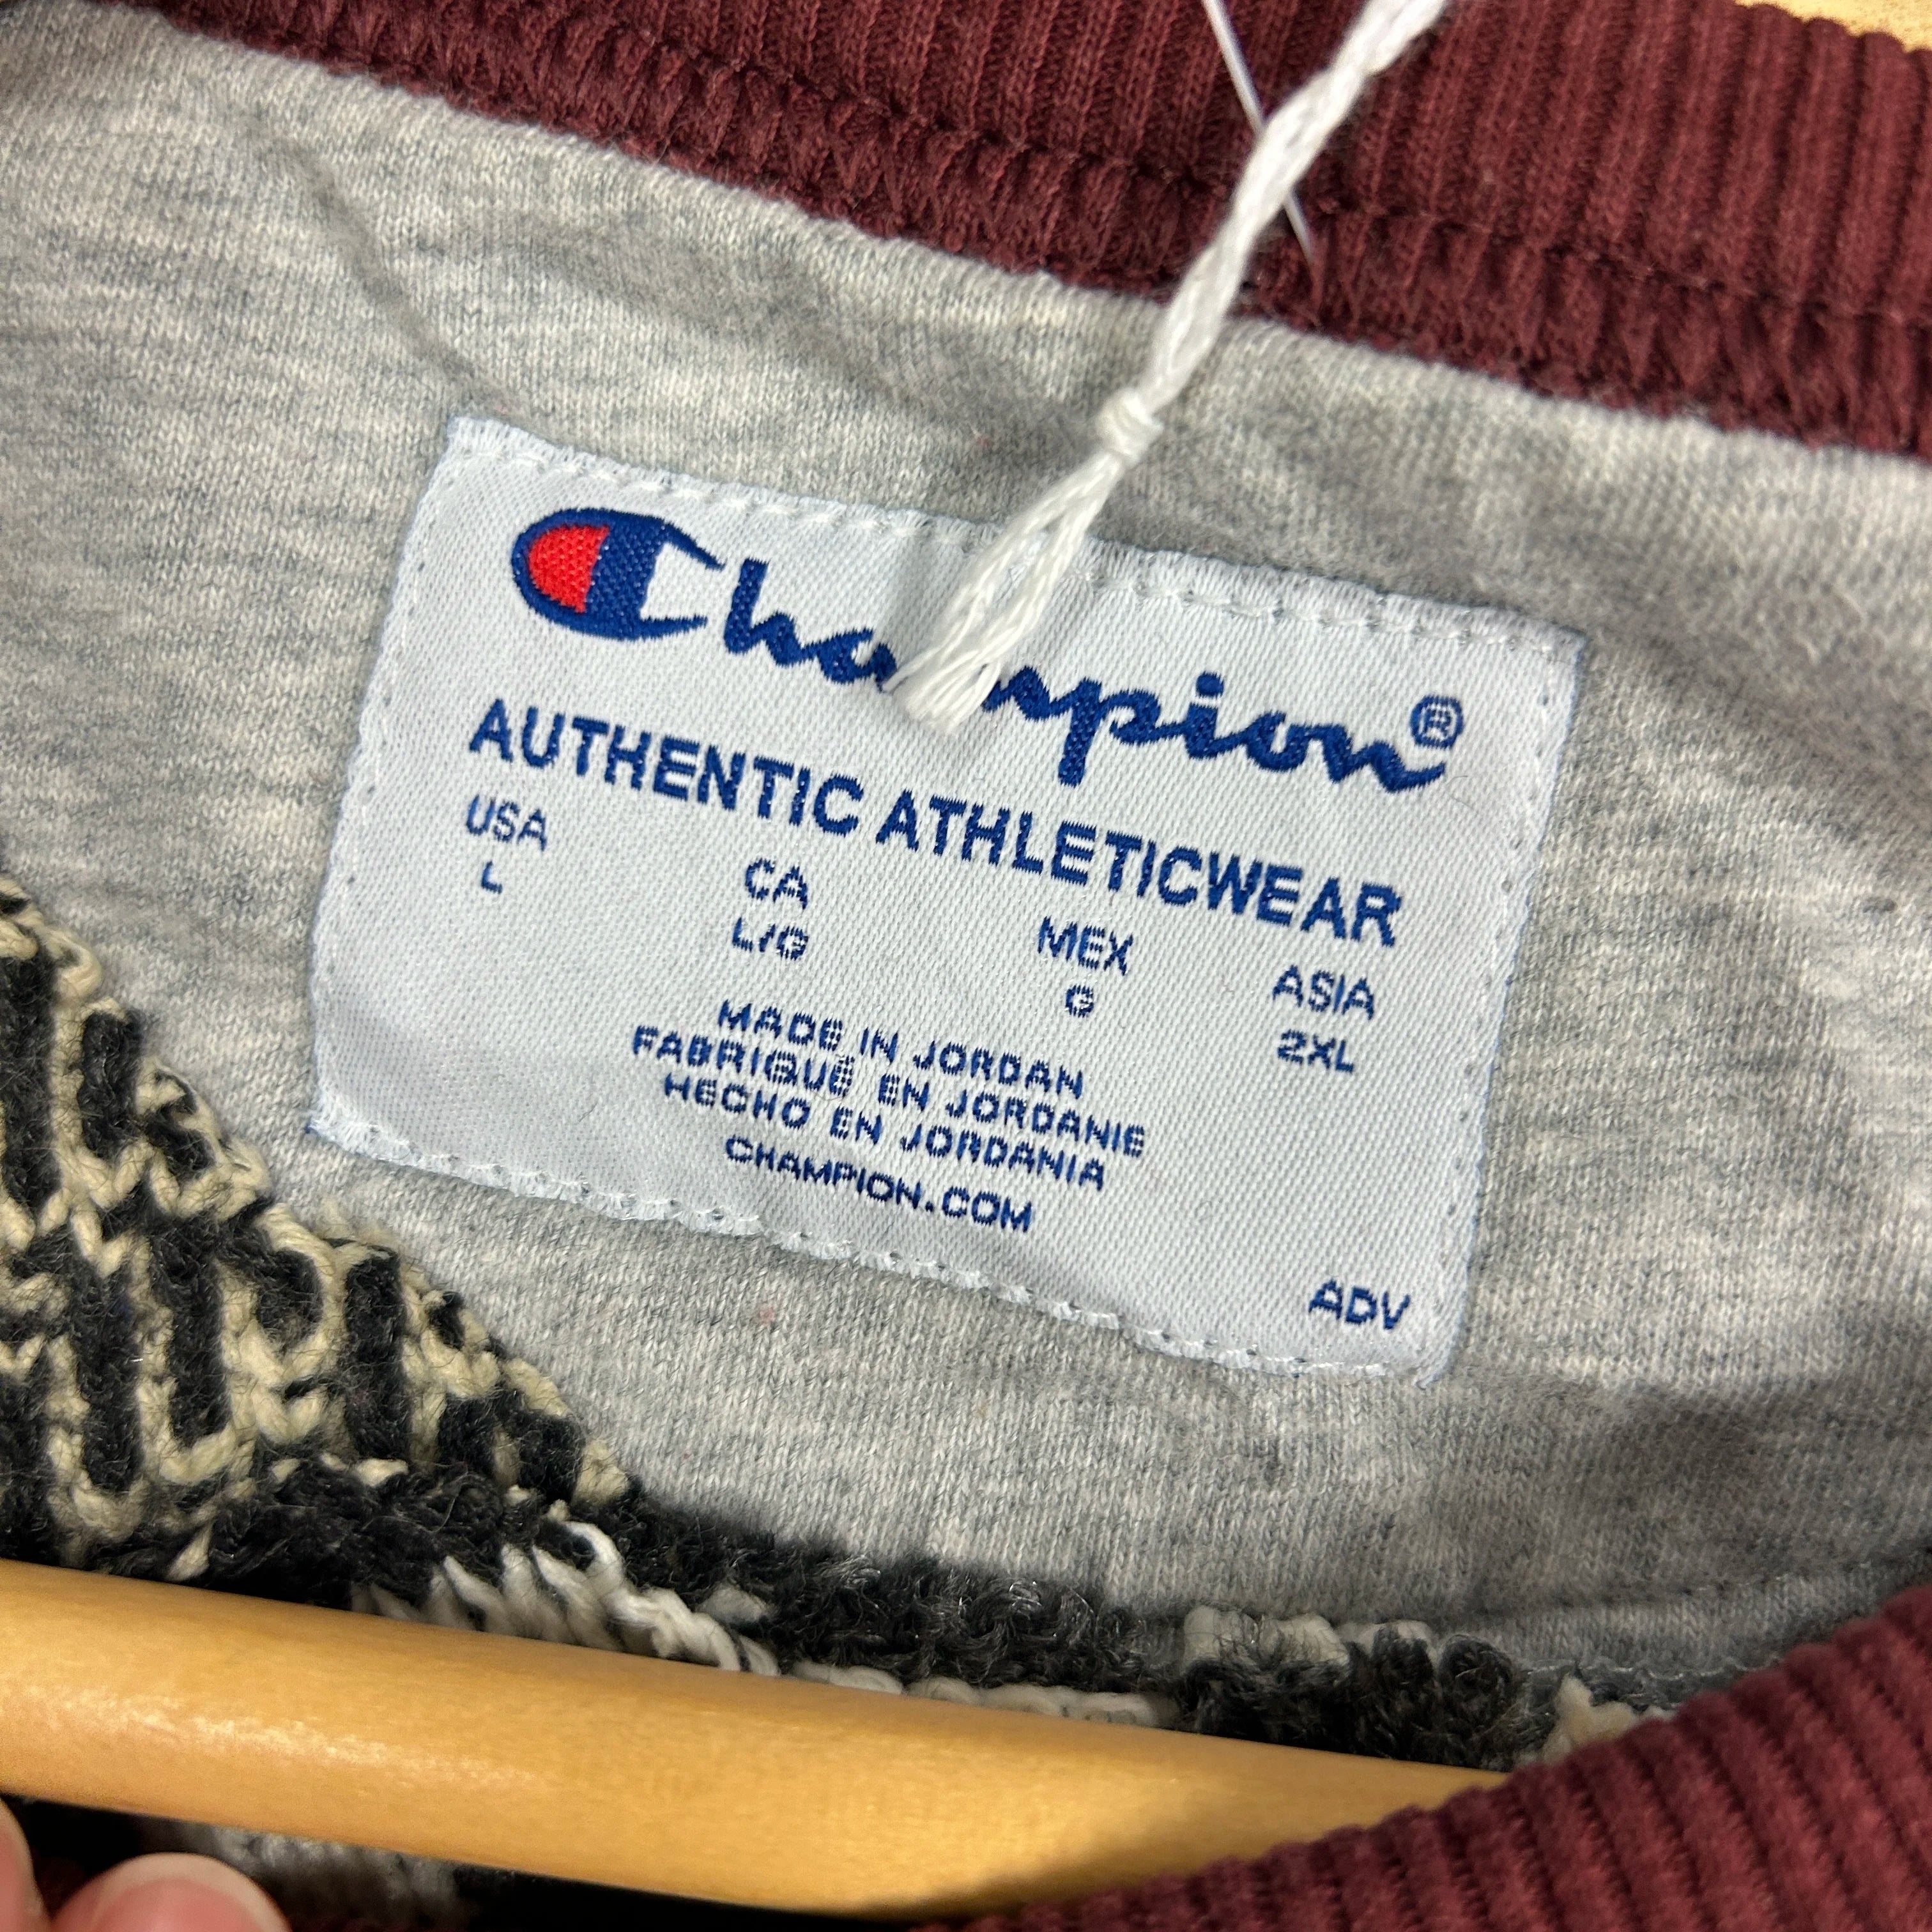 Champion®
AUTHENTIC ATHLETICWEAR
USA CA MEX ASIA
L L/G G 2XL
MADE IN JORDAN
FABRIQUÉ EN JORDANIE
HECHO EN JORDANIA
CHAMPION.COM
ADV